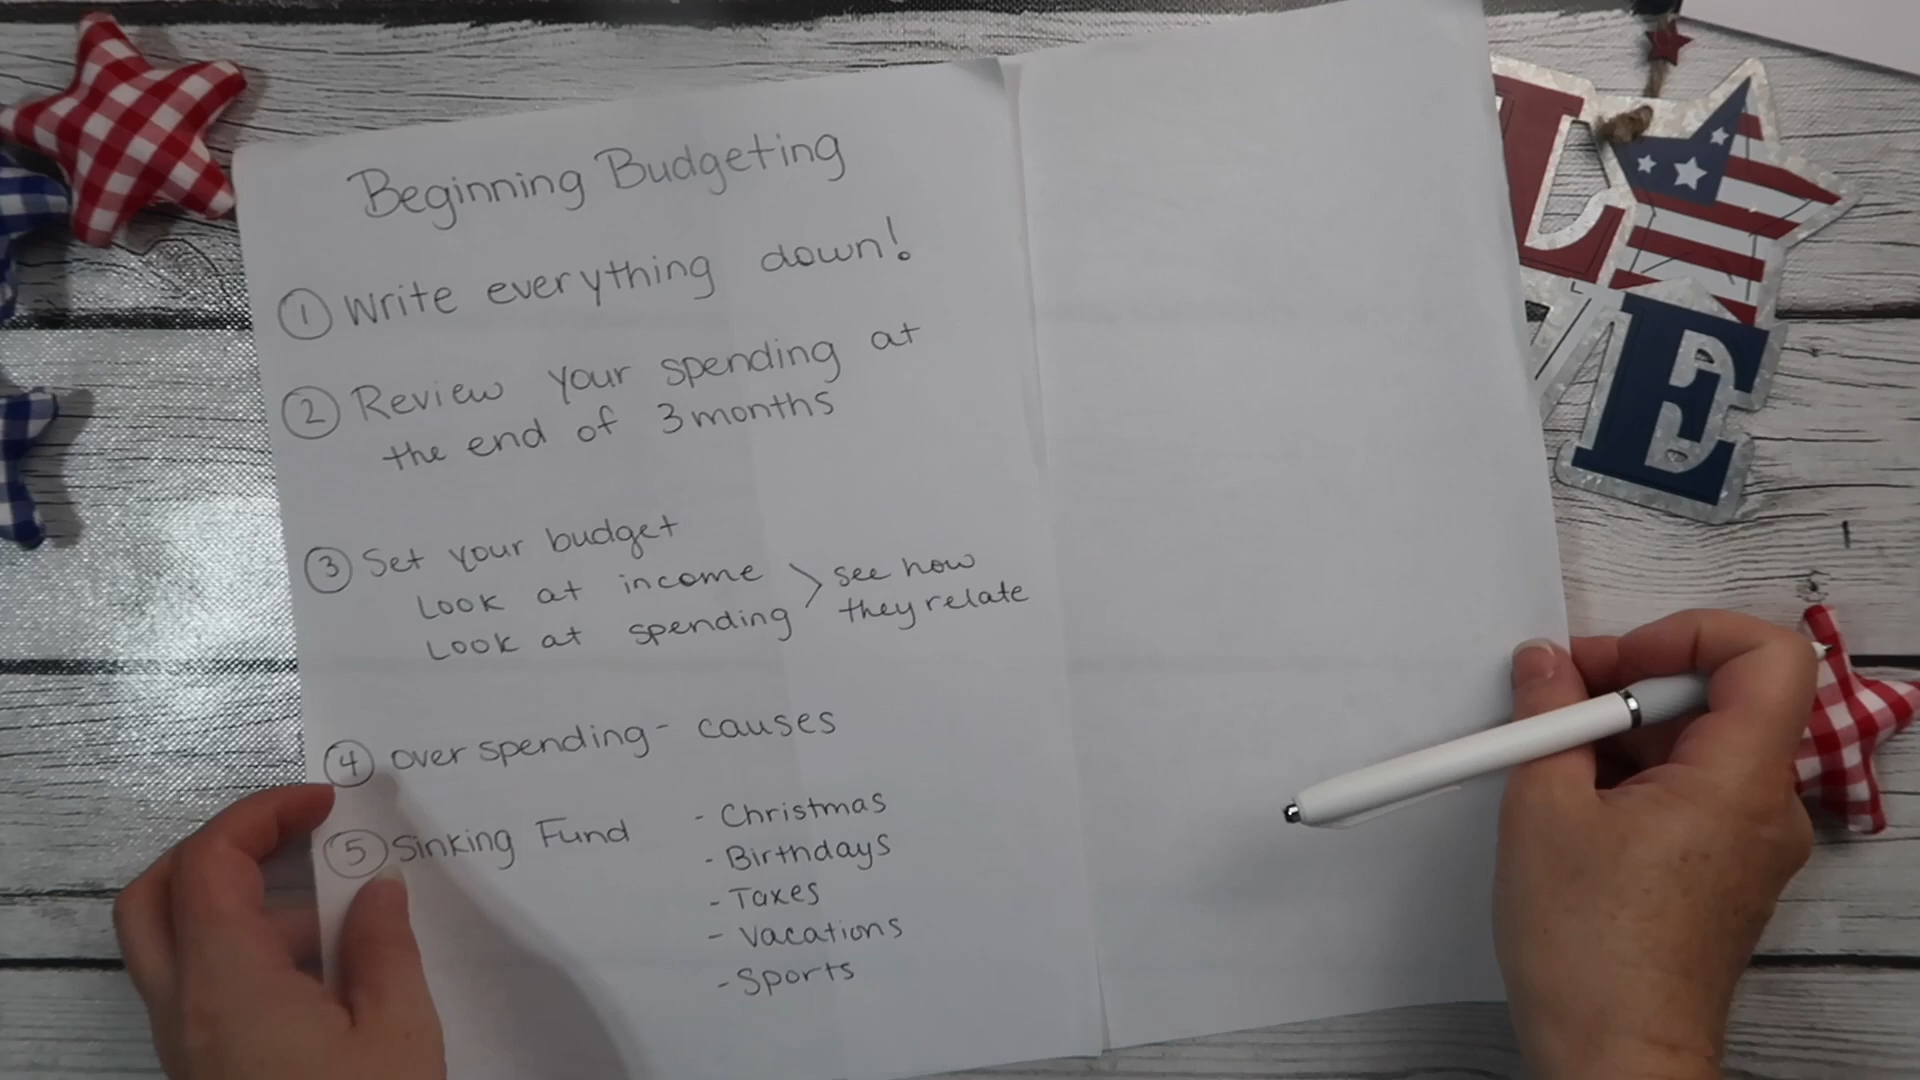 Beginning Budgeting
① Write everything down!
② Review your spending at
the end of 3 months
③ Set your budget
Look at income > see how
Look at spending they relate
④ over spending - causes
⑤ Sinking Fund - Christmas
- Birthdays
- Taxes
- Vacations
- Sports
L
E